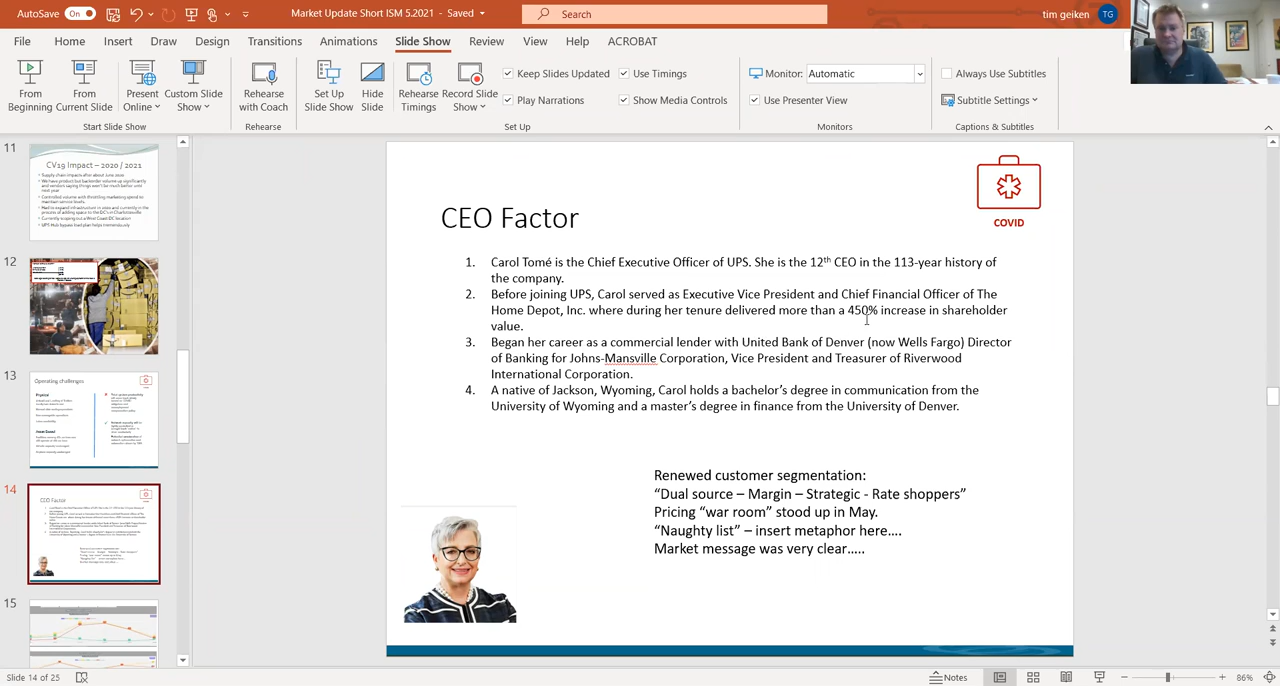 AutoSave On Market Update Short ISM 5.2021 - Saved Search tim geiken TG
File Home Insert Draw Design Transitions Animations Slide Show Review View Help ACROBAT
From Beginning
From Current Slide
Present Online
Custom Slide Show
Start Slide Show
Rehearse with Coach
Rehearse
Set Up Slide Show
Hide Slide
Rehearse Timings
Record Slide Show
Keep Slides Updated
Use Timings
Play Narrations
Show Media Controls
Set Up
Monitor: Automatic
Use Presenter View
Monitors
Always Use Subtitles
Subtitle Settings
Captions & Subtitles
11
CV19 Impact – 2020 / 2021
12
13
Operating challenges
14
CEO Factor
15
COVID
CEO Factor
1. Carol Tomé is the Chief Executive Officer of UPS. She is the 12th CEO in the 113-year history of
the company.
2. Before joining UPS, Carol served as Executive Vice President and Chief Financial Officer of The
Home Depot, Inc. where during her tenure delivered more than a 450% increase in shareholder
value.
3. Began her career as a commercial lender with United Bank of Denver (now Wells Fargo) Director
of Banking for Johns-Mansville Corporation, Vice President and Treasurer of Riverwood
International Corporation.
4. A native of Jackson, Wyoming, Carol holds a bachelor’s degree in communication from the
University of Wyoming and a master’s degree in finance from the University of Denver.
Renewed customer segmentation:
“Dual source – Margin – Strategic - Rate shoppers”
Pricing “war room” stood up in May.
“Naughty list” – insert metaphor here....
Market message was very clear…..
Slide 14 of 25
Notes
86%